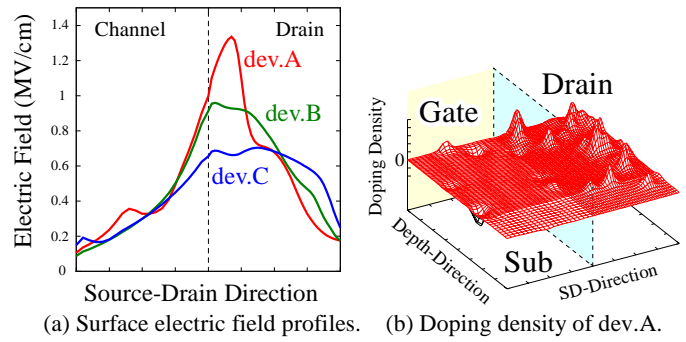 Electric Field (MV/cm)
1.4
1.2
1
0.8
0.6
0.4
0.2
0
Channel
Drain
dev.A
dev.B
dev.C
Source-Drain Direction
(a) Surface electric field profiles.
Doping Density
0
Gate
Drain
Sub
Depth-Direction
SD-Direction
(b) Doping density of dev.A.